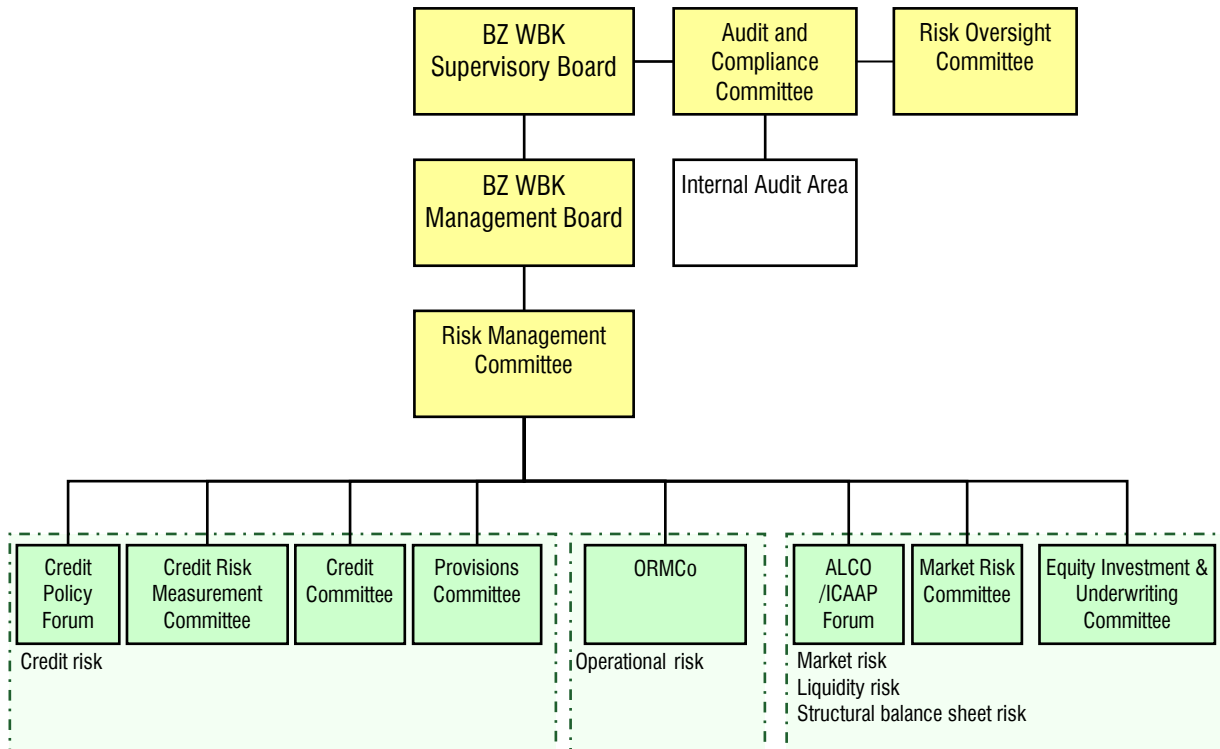 BZ WBK
Supervisory Board
Audit and
Compliance
Committee
Risk Oversight
Committee
BZ WBK
Management Board
Internal Audit Area
Risk Management
Committee
Credit
Policy
Forum
Credit Risk
Measurement
Committee
Credit
Committee
Provisions
Committee
ORMCo
ALCO
/ICAAP
Forum
Market Risk
Committee
Equity Investment &
Underwriting
Committee
Credit risk
Operational risk
Market risk
Liquidity risk
Structural balance sheet risk